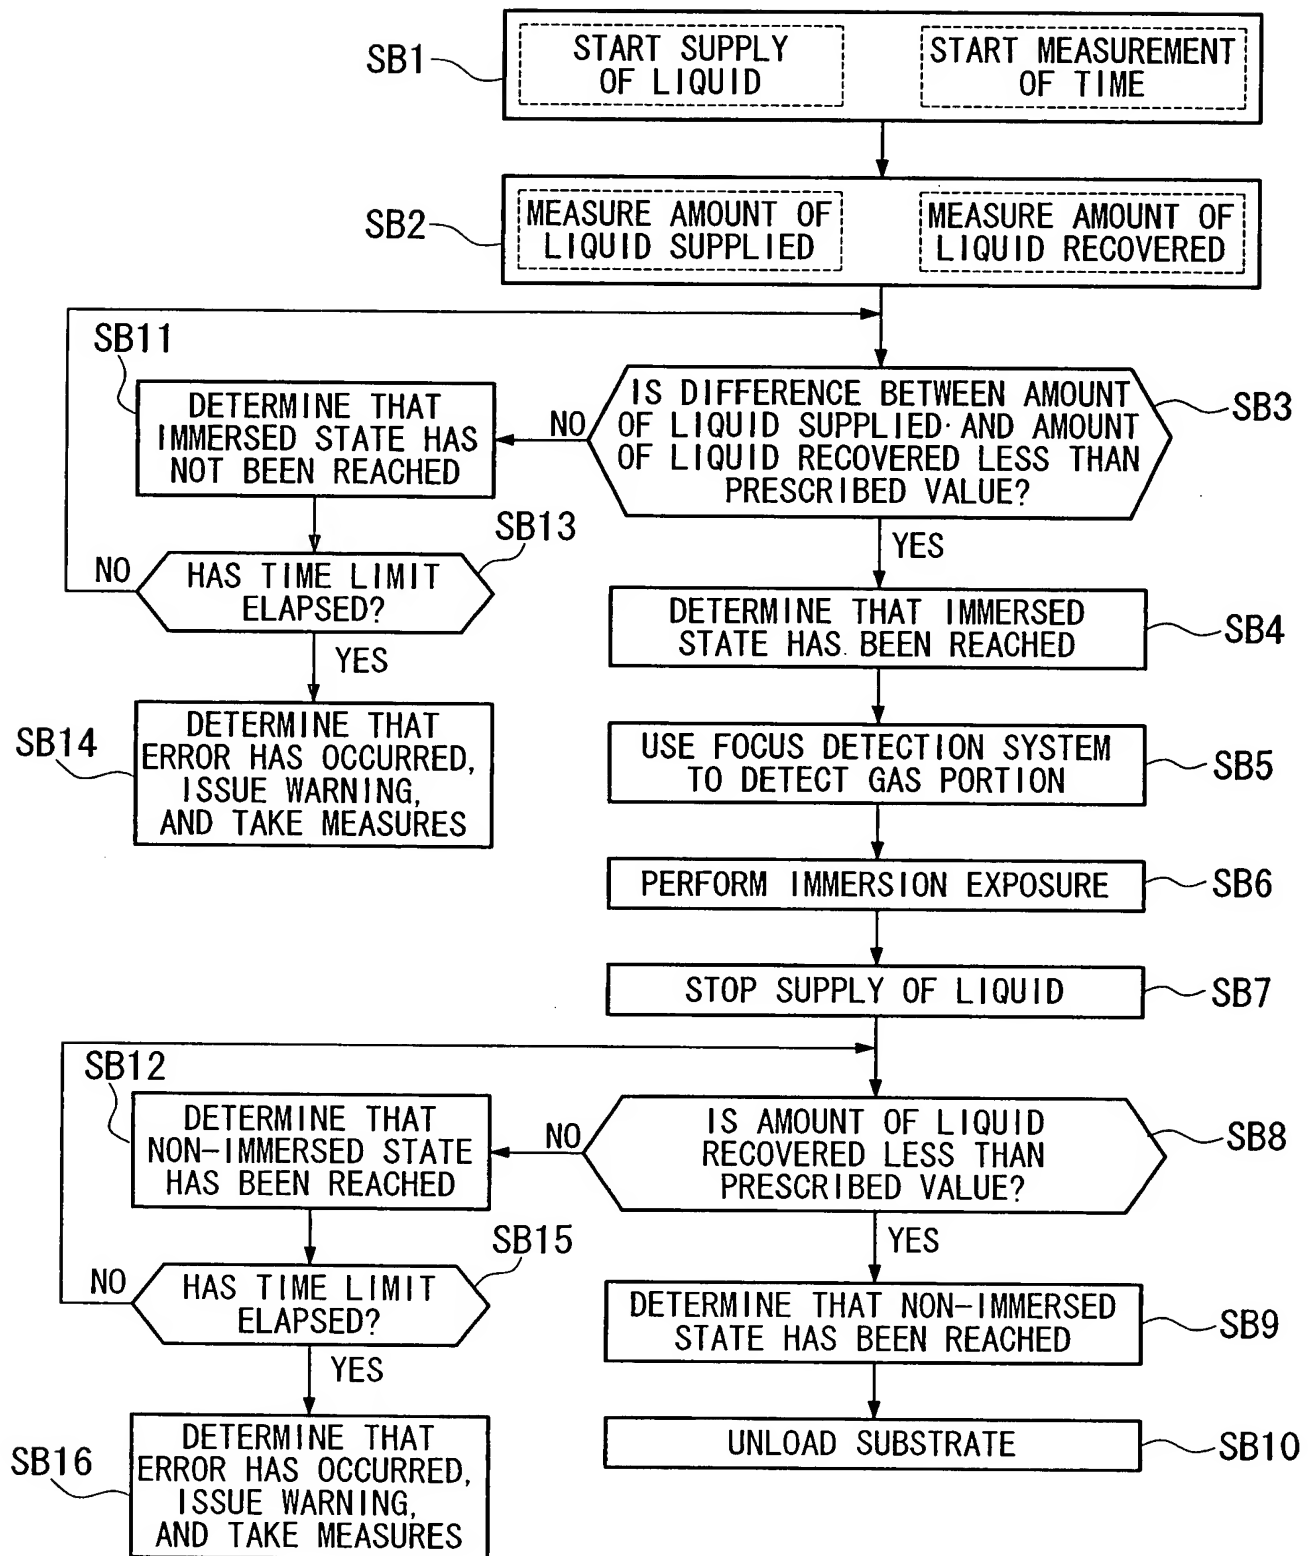 SB1
START SUPPLY
OF LIQUID
START MEASUREMENT
OF TIME
SB2
MEASURE AMOUNT OF
LIQUID SUPPLIED
MEASURE AMOUNT OF
LIQUID RECOVERED
SB11
DETERMINE THAT
IMMERSED STATE HAS
NOT BEEN REACHED
NO
IS DIFFERENCE BETWEEN AMOUNT
OF LIQUID SUPPLIED AND AMOUNT
OF LIQUID RECOVERED LESS THAN
PRESCRIBED VALUE?
SB3
SB13
NO
HAS TIME LIMIT
ELAPSED?
YES
YES
DETERMINE THAT IMMERSED
STATE HAS BEEN REACHED
SB4
SB14
DETERMINE THAT
ERROR HAS OCCURRED,
ISSUE WARNING,
AND TAKE MEASURES
USE FOCUS DETECTION SYSTEM
TO DETECT GAS PORTION
SB5
PERFORM IMMERSION EXPOSURE
SB6
STOP SUPPLY OF LIQUID
SB7
SB12
DETERMINE THAT
NON-IMMERSED STATE
HAS BEEN REACHED
NO
IS AMOUNT OF LIQUID
RECOVERED LESS THAN
PRESCRIBED VALUE?
SB8
SB15
NO
HAS TIME LIMIT
ELAPSED?
YES
YES
DETERMINE THAT NON-IMMERSED
STATE HAS BEEN REACHED
SB9
SB16
DETERMINE THAT
ERROR HAS OCCURRED,
ISSUE WARNING,
AND TAKE MEASURES
UNLOAD SUBSTRATE
SB10